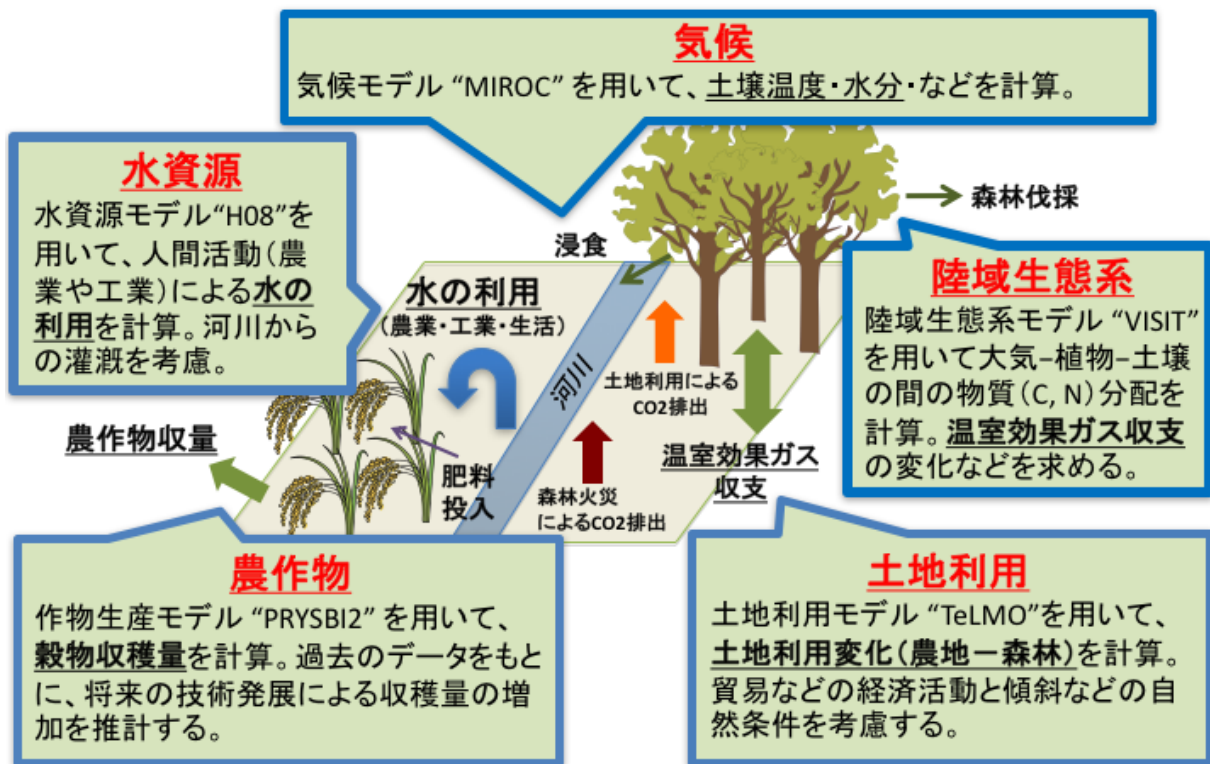 気候
気候モデル “MIROC” を用いて、土壌温度・水分・などを計算。
水資源
水資源モデル“H08”を
用いて、人間活動（農
業や工業）による水の
利用を計算。河川から
の灌漑を考慮。
森林伐採
浸食
水の利用
（農業・工業・生活）
河川
土地利用による
CO2排出
陸域生態系
陸域生態系モデル “VISIT”
を用いて大気−植物−土壌
の間の物質（C, N）分配を
計算。温室効果ガス収支
の変化などを求める。
農作物収量
肥料
投入
森林火災
によるCO2排出
温室効果ガス
収支
農作物
作物生産モデル “PRYSBI2” を用いて、
穀物収穫量を計算。過去のデータをもと
に、将来の技術発展による収穫量の増
加を推計する。
土地利用
土地利用モデル “TeLMO”を用いて、
土地利用変化（農地－森林）を計算。
貿易などの経済活動と傾斜などの自
然条件を考慮する。